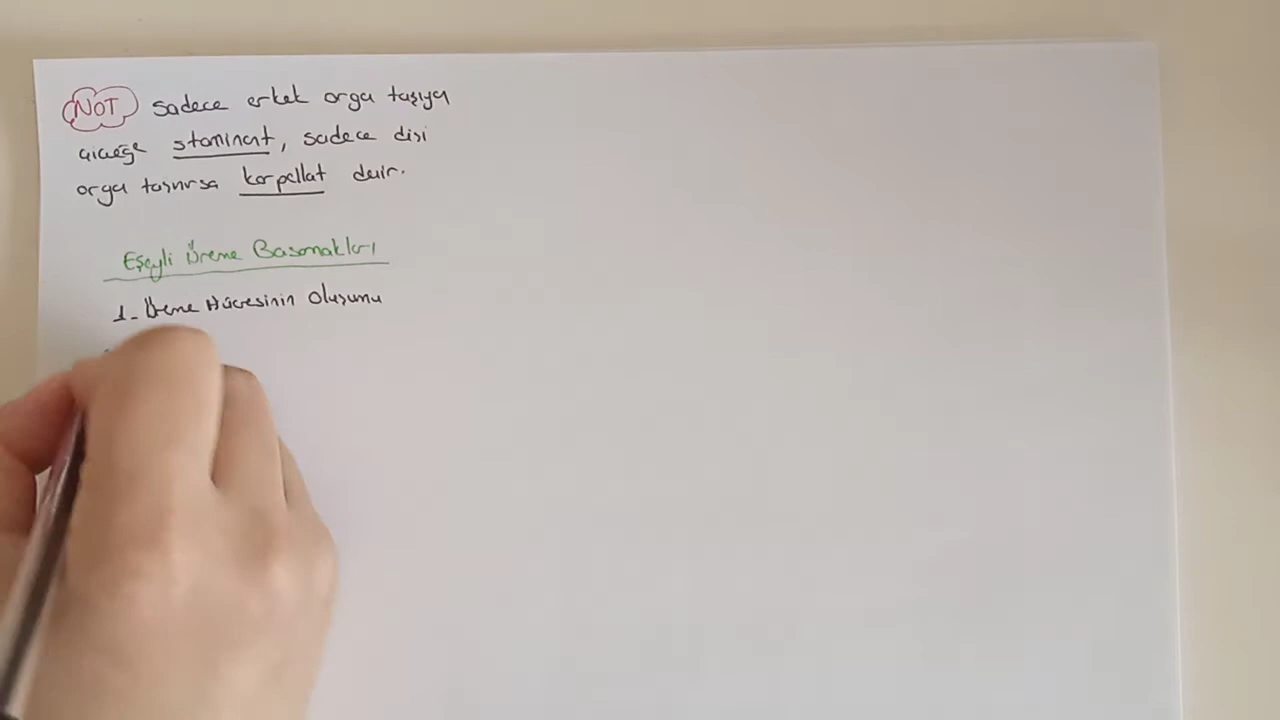 NOT sadece erkek organ taşıyan
çiçeğe staminat, sadece dişi
organ taşırsa karpellat denir.
Eşeyli Üreme Basamakları
1- Üreme Hücresinin Oluşumu